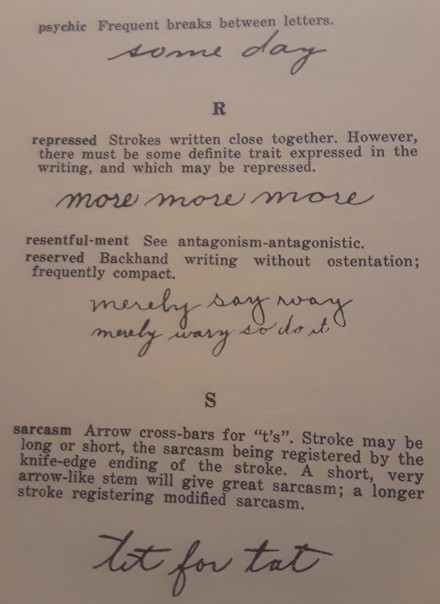 psychic Frequent breaks between letters.
some day
R
repressed Strokes written close together. However,
there must be some definite trait expressed in the
writing, and which may be repressed.
more more more
resentful-ment See antagonism-antagonistic.
reserved Backhand writing without ostentation;
frequently compact.
merely say way
merely wary so do it
S
sarcasm Arrow cross-bars for “t's”. Stroke may be
long or short, the sarcasm being registered by the
knife-edge ending of the stroke. A short, very
arrow-like stem will give great sarcasm; a longer
stroke registering modified sarcasm.
tit for tat